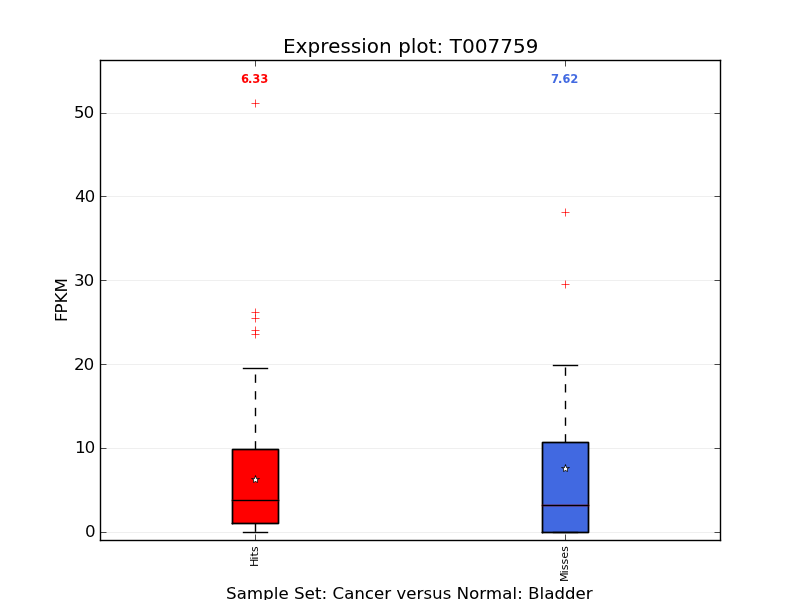 Expression plot: T007759
6.33
7.62
50
40
30
20
10
0
FPKM
Hits
Misses
Sample Set: Cancer versus Normal: Bladder